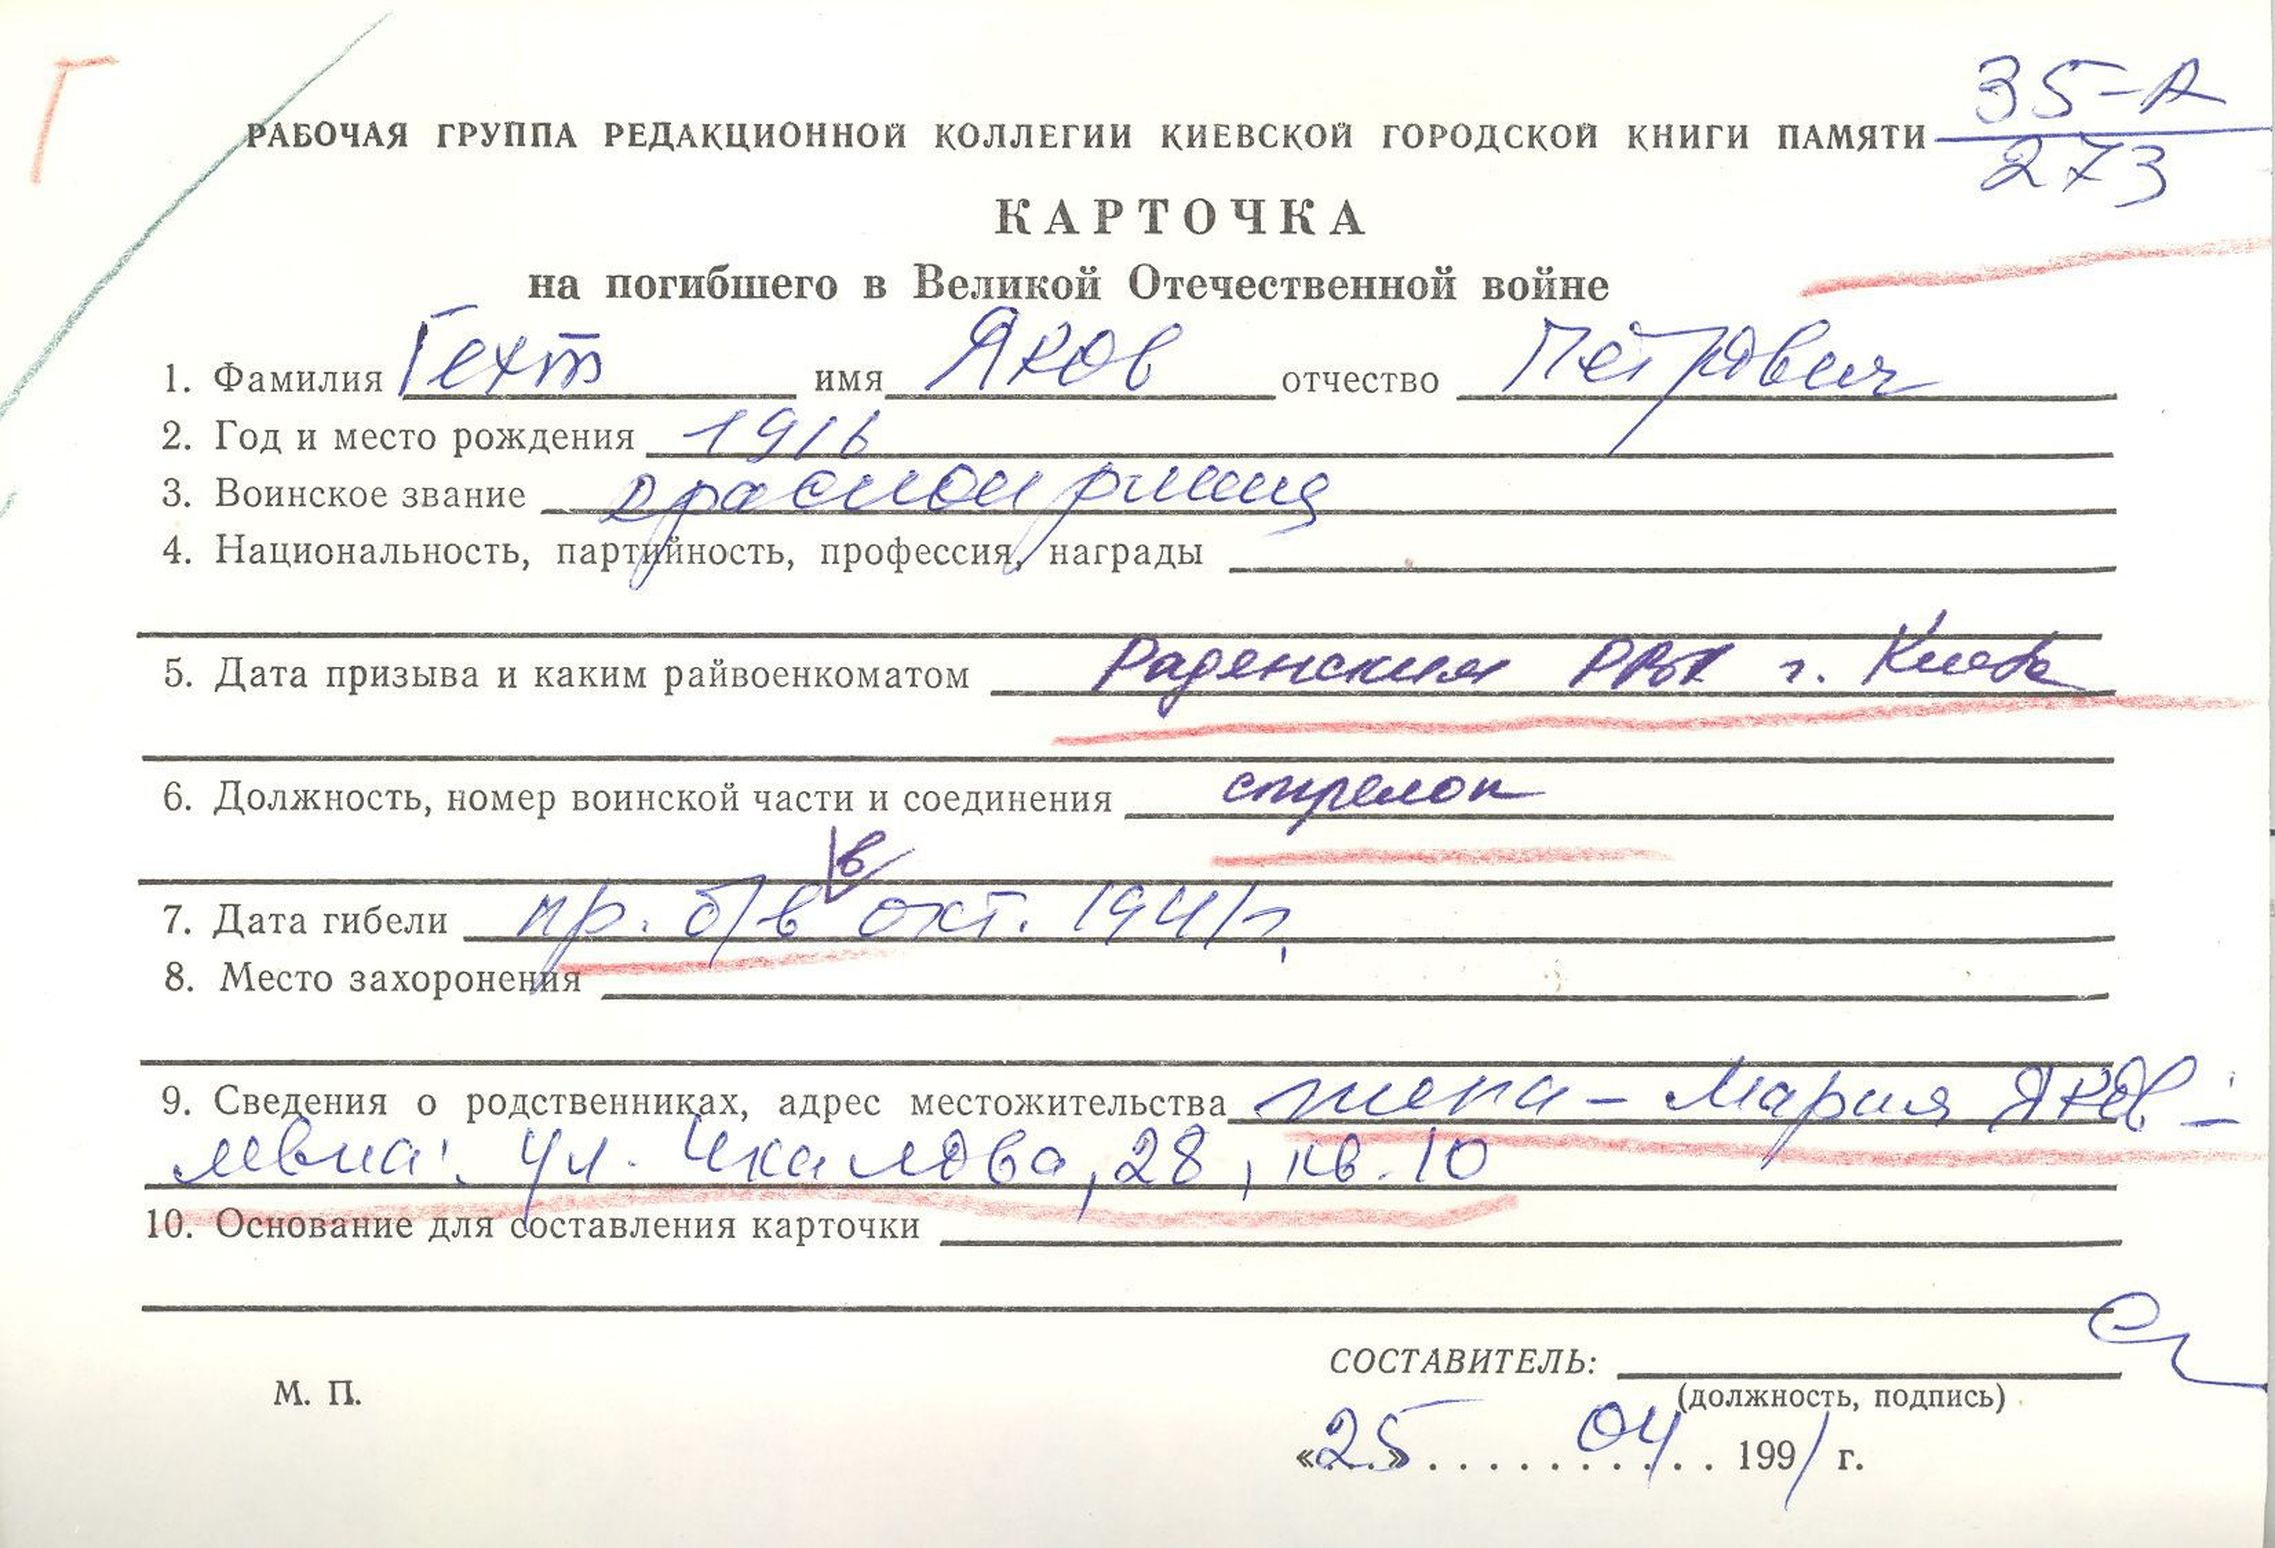 Г
35-А
РАБОЧАЯ ГРУППА РЕДАКЦИОННОЙ КОЛЛЕГИИ КИЕВСКОЙ ГОРОДСКОЙ КНИГИ ПАМЯТИ
273
КАРТОЧКА
на погибшего в Великой Отечественной войне
1. Фамилия Гехт имя Яков отчество Петрович
2. Год и место рождения 1916
3. Воинское звание красноармеец
4. Национальность, партийность, профессия, награды
5. Дата призыва и каким райвоенкоматом Радянским РВК г. Киева
6. Должность, номер воинской части и соединения стрелок
в
7. Дата гибели пр. б/в окт. 1941г.
8. Место захоронения
9. Сведения о родственниках, адрес местожительства жена - Мария Яков-
левна: ул. Чкалова, 28, кв. 10
10. Основание для составления карточки
СОСТАВИТЕЛЬ:
М. П.
(должность, подпись)
«25» 04 1991 г.